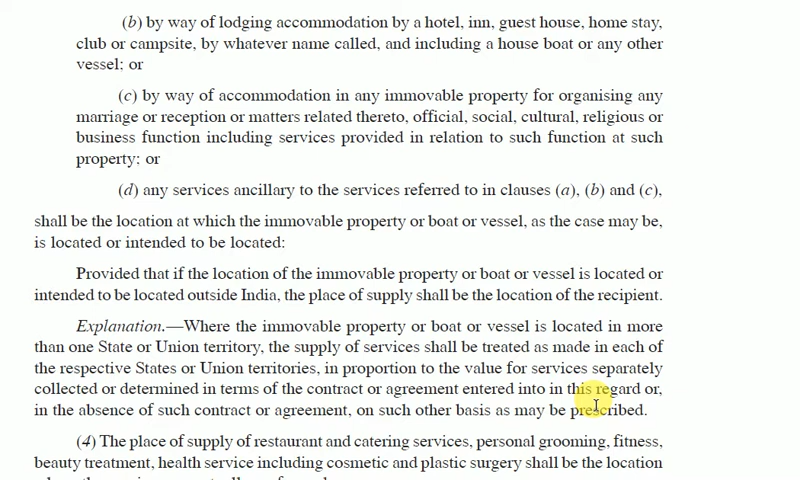 (b) by way of lodging accommodation by a hotel, inn, guest house, home stay,
club or campsite, by whatever name called, and including a house boat or any other
vessel; or
(c) by way of accommodation in any immovable property for organising any
marriage or reception or matters related thereto, official, social, cultural, religious or
business function including services provided in relation to such function at such
property; or
(d) any services ancillary to the services referred to in clauses (a), (b) and (c),
shall be the location at which the immovable property or boat or vessel, as the case may be,
is located or intended to be located:
Provided that if the location of the immovable property or boat or vessel is located or
intended to be located outside India, the place of supply shall be the location of the recipient.
Explanation.—Where the immovable property or boat or vessel is located in more
than one State or Union territory, the supply of services shall be treated as made in each of
the respective States or Union territories, in proportion to the value for services separately
collected or determined in terms of the contract or agreement entered into in this regard or,
in the absence of such contract or agreement, on such other basis as may be prescribed.
(4) The place of supply of restaurant and catering services, personal grooming, fitness,
beauty treatment, health service including cosmetic and plastic surgery shall be the location